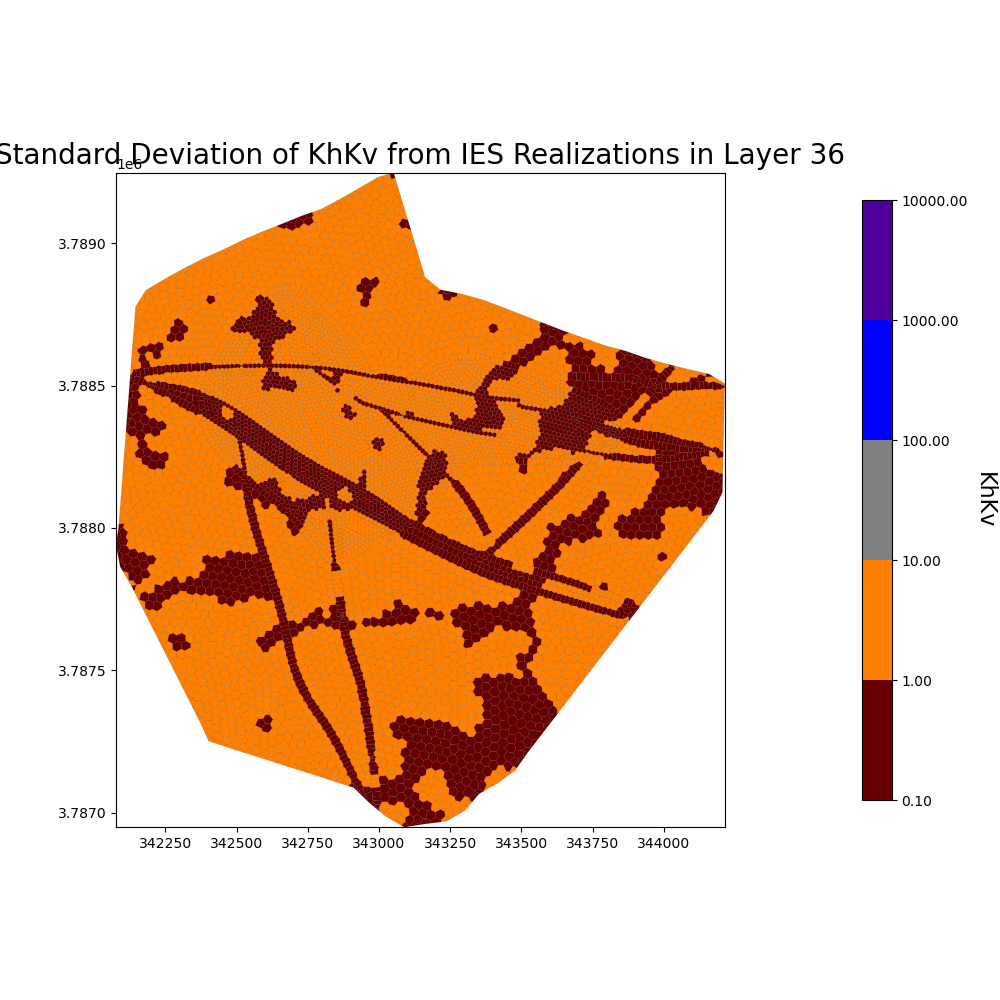 Standard Deviation of KhKv from IES Realizations in Layer 36
1e6
3.7890
3.7885
3.7880
3.7875
3.7870
342250 342500 342750 343000 343250 343500 343750 344000
10000.00
1000.00
100.00
10.00
1.00
0.10
KhKv